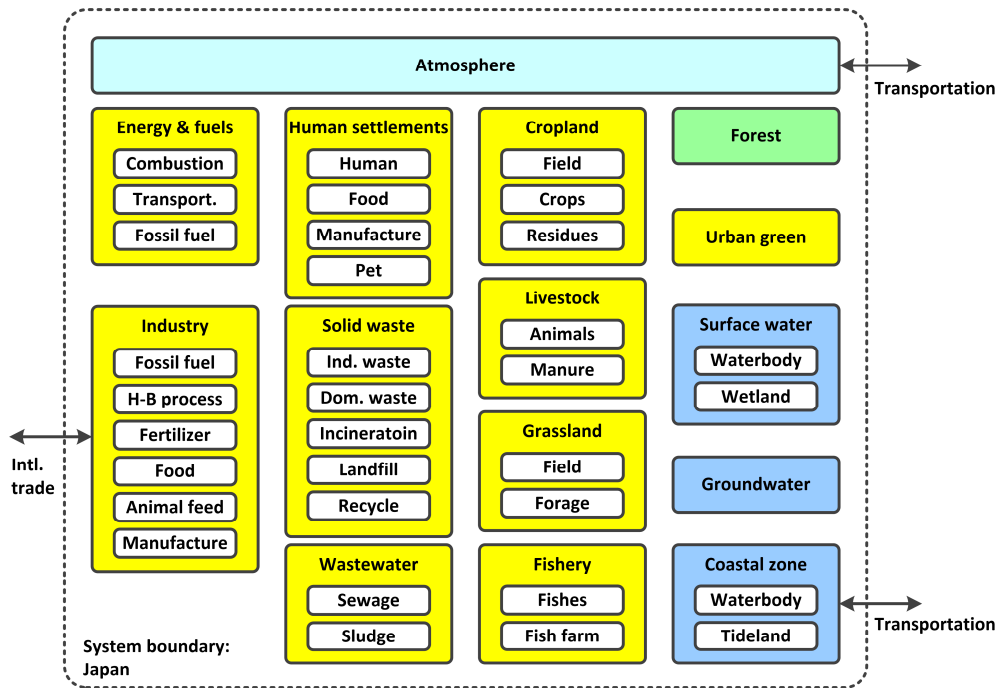 Atmosphere
Transportation
Energy & fuels
Combustion
Transport.
Fossil fuel
Human settlements
Human
Food
Manufacture
Pet
Cropland
Field
Crops
Residues
Forest
Urban green
Industry
Fossil fuel
H-B process
Fertilizer
Food
Animal feed
Manufacture
Intl.
trade
Solid waste
Ind. waste
Dom. waste
Incineratoin
Landfill
Recycle
Livestock
Animals
Manure
Grassland
Field
Forage
Surface water
Waterbody
Wetland
Groundwater
Wastewater
Sewage
Sludge
Fishery
Fishes
Fish farm
Coastal zone
Waterbody
Tideland
Transportation
System boundary:
Japan